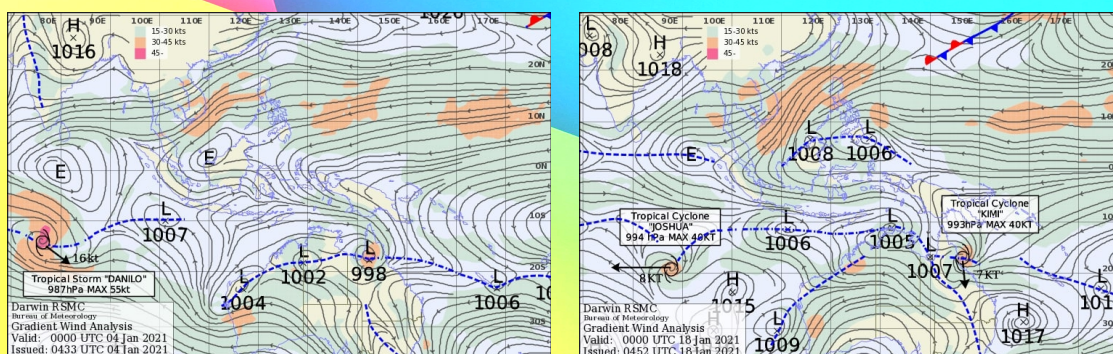 80E 90E 100E 110E 120E 130E 140E 150E 160E 170E
H
1016
15-30 kts
30-45 kts
45-
20N
10N
E
E
0N
10S
L
1007
16kt
Tropical Storm "DANILO"
987hPa MAX 55kt
L
1004
L
1002
L
998
L
1006
20S
30S
Darwin RSMC
Bureau of Meteorology
Gradient Wind Analysis
Valid: 0000 UTC 04 Jan 2021
Issued: 0433 UTC 04 Jan 2021
80E 90E 100E 110E 120E 130E 140E 150E 160E 170E
L
H
1018
15-30 kts
30-45 kts
45-
20N
E
L
1008
L
1006
0N
10S
Tropical Cyclone
"JOSHUA"
994 hPa MAX 40KT
8KT
Tropical Cyclone
"KIMI"
993hPa MAX 40KT
7KT
L
1006
L
1005
L
1007
H
1015
L
1009
H
1017
20S
Darwin RSMC
Bureau of Meteorology
Gradient Wind Analysis
Valid: 0000 UTC 18 Jan 2021
Issued: 0452 UTC 18 Jan 2021